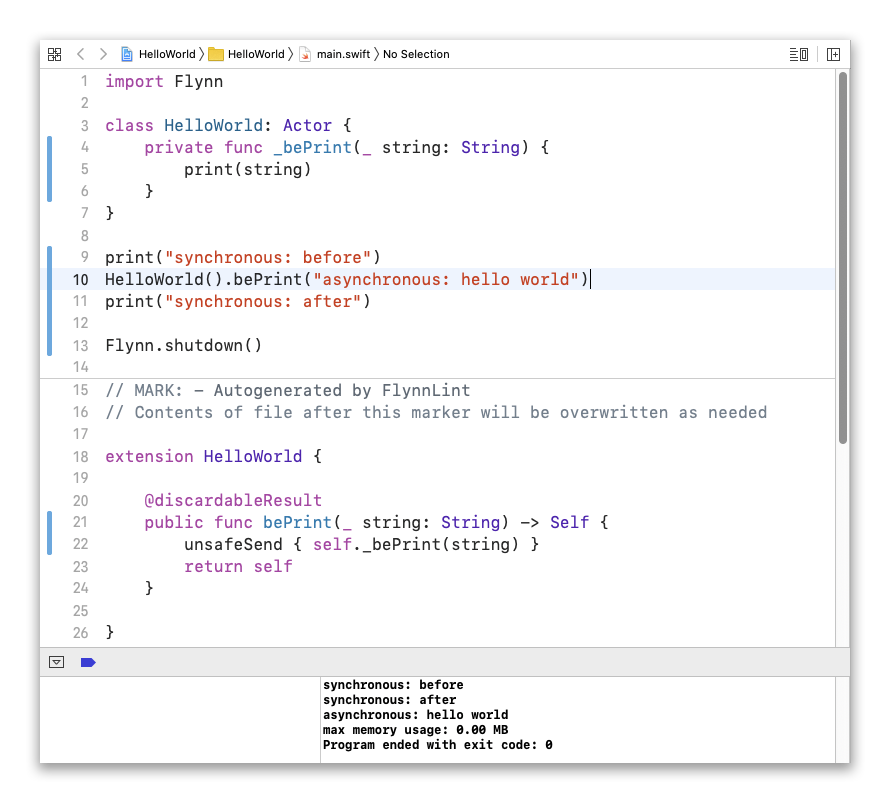 HelloWorld HelloWorld main.swift No Selection
1 import Flynn
2
3 class HelloWorld: Actor {
4     private func _bePrint(_ string: String) {
5         print(string)
6     }
7 }
8
9 print("synchronous: before")
10 HelloWorld().bePrint("asynchronous: hello world")
11 print("synchronous: after")
12
13 Flynn.shutdown()
14
15 // MARK: - Autogenerated by FlynnLint
16 // Contents of file after this marker will be overwritten as needed
17
18 extension HelloWorld {
19
20     @discardableResult
21     public func bePrint(_ string: String) -> Self {
22         unsafeSend { self._bePrint(string) }
23         return self
24     }
25
26 }
synchronous: before
synchronous: after
asynchronous: hello world
max memory usage: 0.00 MB
Program ended with exit code: 0